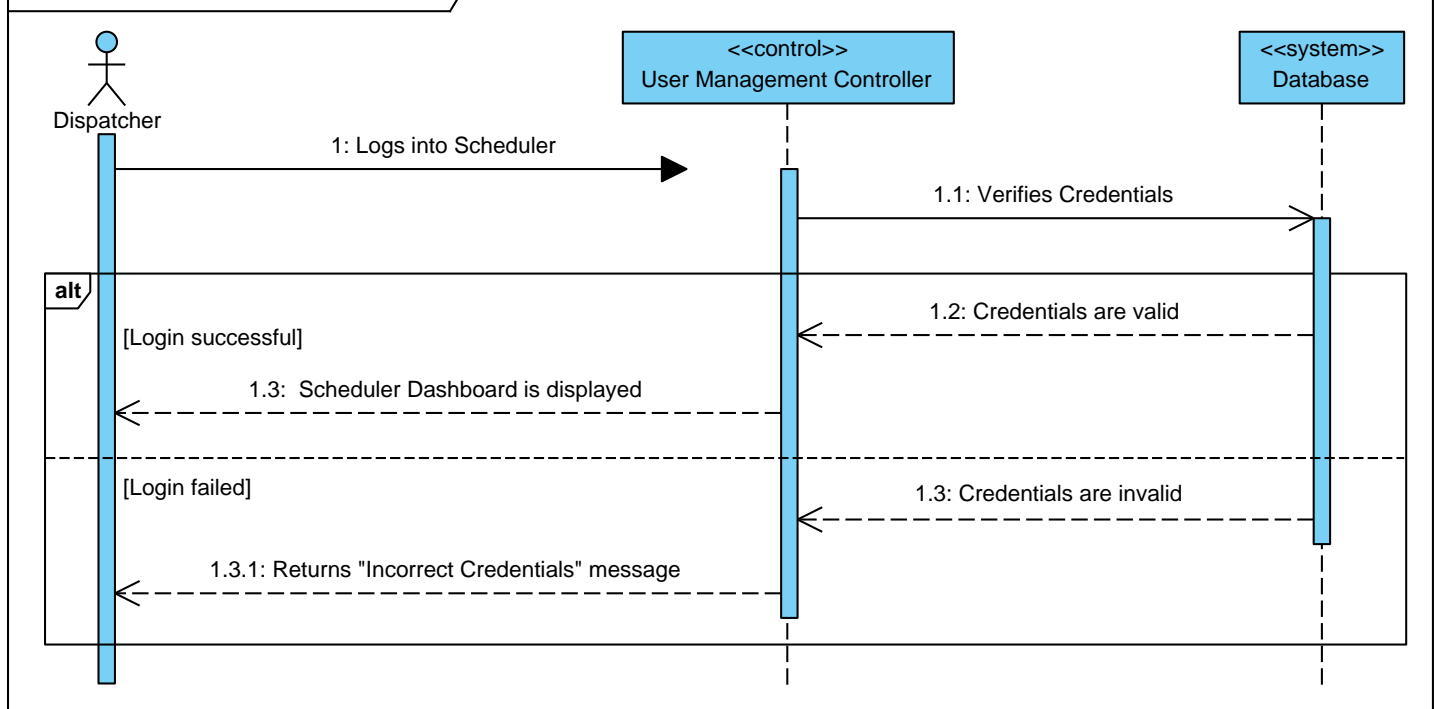 <<control>>
User Management Controller
<<system>>
Database
Dispatcher
1: Logs into Scheduler
1.1: Verifies Credentials
alt
1.2: Credentials are valid
[Login successful]
1.3:  Scheduler Dashboard is displayed
[Login failed]
1.3: Credentials are invalid
1.3.1: Returns "Incorrect Credentials" message